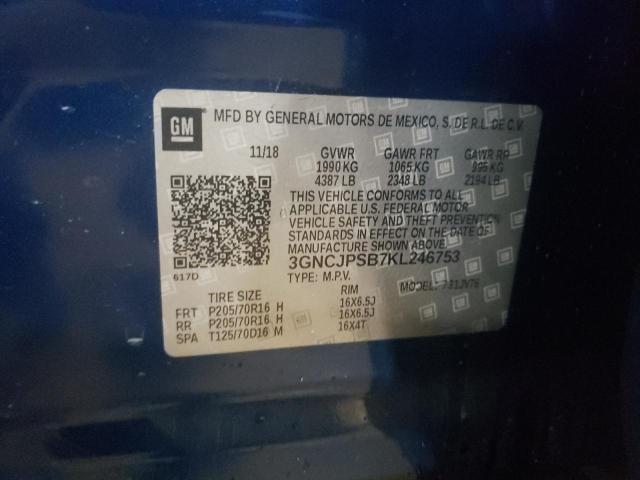 GM
MFD BY GENERAL MOTORS DE MEXICO, S. DE R.L. DE C.V.
11/18 GVWR GAWR FRT GAWR RR
1990 KG 1065 KG 995 KG
4387 LB 2348 LB 2194 LB
THIS VEHICLE CONFORMS TO ALL
APPLICABLE U.S. FEDERAL MOTOR
VEHICLE SAFETY AND THEFT PREVENTION
STANDARDS IN EFFECT ON THE DATE OF
MANUFACTURE SHOWN ABOVE.
3GNCJPSB7KL246753
617D TYPE: M.P.V. MODEL: 
TIRE SIZE RIM
FRT P205/70R16 H 16X6.5J
RR P205/70R16 H 16X6.5J
SPA T125/70D16 M 16X4T